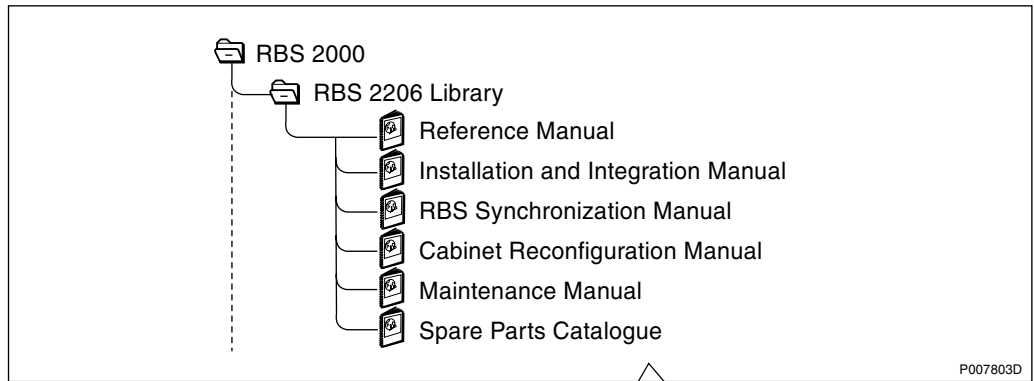 RBS 2000
RBS 2206 Library
Reference Manual
Installation and Integration Manual
RBS Synchronization Manual
Cabinet Reconfiguration Manual
Maintenance Manual
Spare Parts Catalogue
P007803D